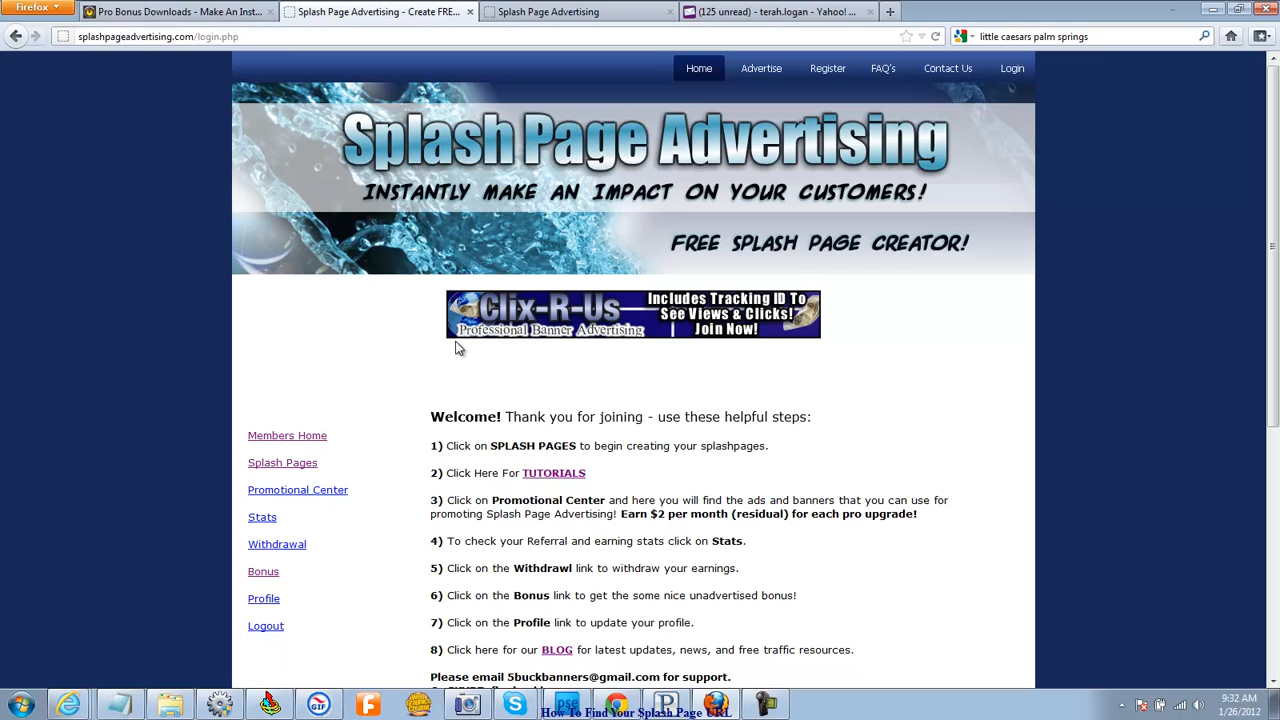 Firefox
Pro Bonus Downloads - Make An Inst...
Splash Page Advertising - Create FRE...
Splash Page Advertising
(125 unread) - terah.logan - Yahoo! ...
splashpageadvertising.com/login.php
little caesars palm springs
Home
Advertise
Register
FAQ's
Contact Us
Login
Splash Page Advertising
INSTANTLY MAKE AN IMPACT ON YOUR CUSTOMERS!
FREE SPLASH PAGE CREATOR!
Clix-R-Us
Professional Banner Advertising
Includes Tracking ID To
See Views & Clicks!
Join Now!
Members Home
Splash Pages
Promotional Center
Stats
Withdrawal
Bonus
Profile
Logout
Welcome! Thank you for joining - use these helpful steps:
1) Click on SPLASH PAGES to begin creating your splashpages.
2) Click Here For TUTORIALS
3) Click on Promotional Center and here you will find the ads and banners that you can use for
promoting Splash Page Advertising! Earn $2 per month (residual) for each pro upgrade!
4) To check your Referral and earning stats click on Stats.
5) Click on the Withdrawl link to withdraw your earnings.
6) Click on the Bonus link to get the some nice unadvertised bonus!
7) Click on the Profile link to update your profile.
8) Click here for our BLOG for latest updates, news, and free traffic resources.
Please email 5buckbanners@gmail.com for support.
GIF
pse
How To Find Your Splash Page URL
9:32 AM
1/26/2012